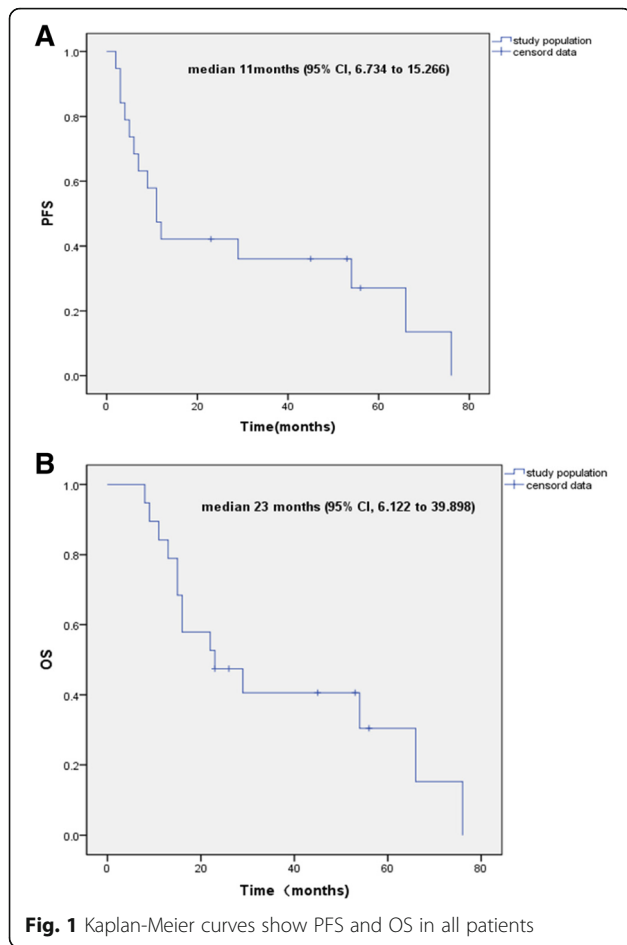 A
study population
censord data
median 11months (95% CI, 6.734 to 15.266)
1.0
0.8
0.6
0.4
0.2
0.0
PFS
0 20 40 60 80
Time(months)
B
study population
censord data
median 23 months (95% CI, 6.122 to 39.898)
1.0
0.8
0.6
0.4
0.2
0.0
OS
0 20 40 60 80
Time（months)
Fig. 1 Kaplan-Meier curves show PFS and OS in all patients